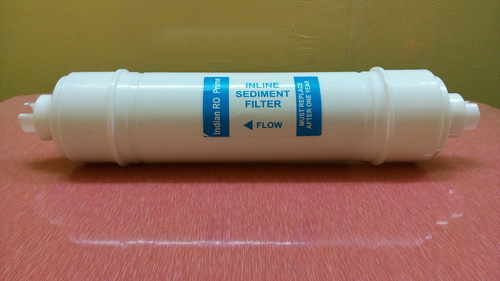 Indian RO Prime
INLINE
SEDIMENT
FILTER
FLOW
MUST REPLACE
AFTER ONE YEAR